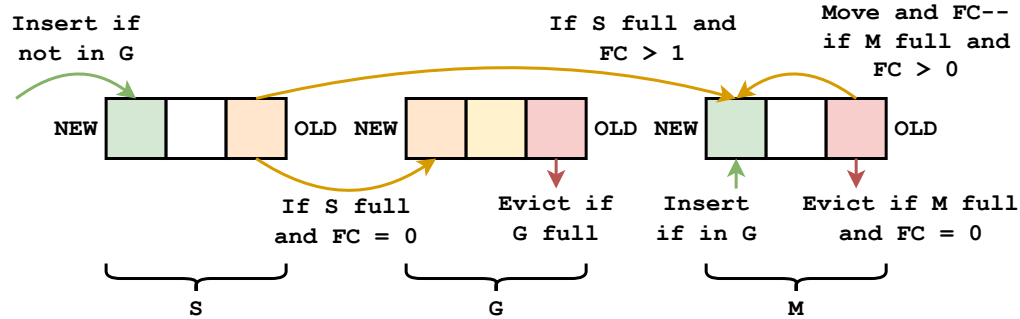 Insert if
not in G
If S full and
FC > 1
Move and FC--
if M full and
FC > 0
NEW
OLD
NEW
OLD
NEW
OLD
If S full
and FC = 0
Evict if
G full
Insert
if in G
Evict if M full
and FC = 0
S
G
M